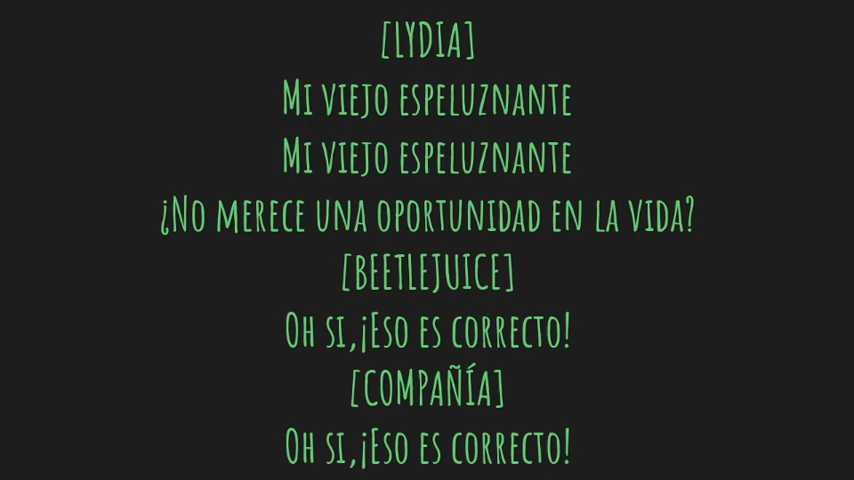 [LYDIA]
Mi viejo espeluznante
Mi viejo espeluznante
¿No merece una oportunidad en la vida?
[BEETLEJUICE]
Oh si,¡Eso es correcto!
[COMPAÑÍA]
Oh si,¡Eso es correcto!